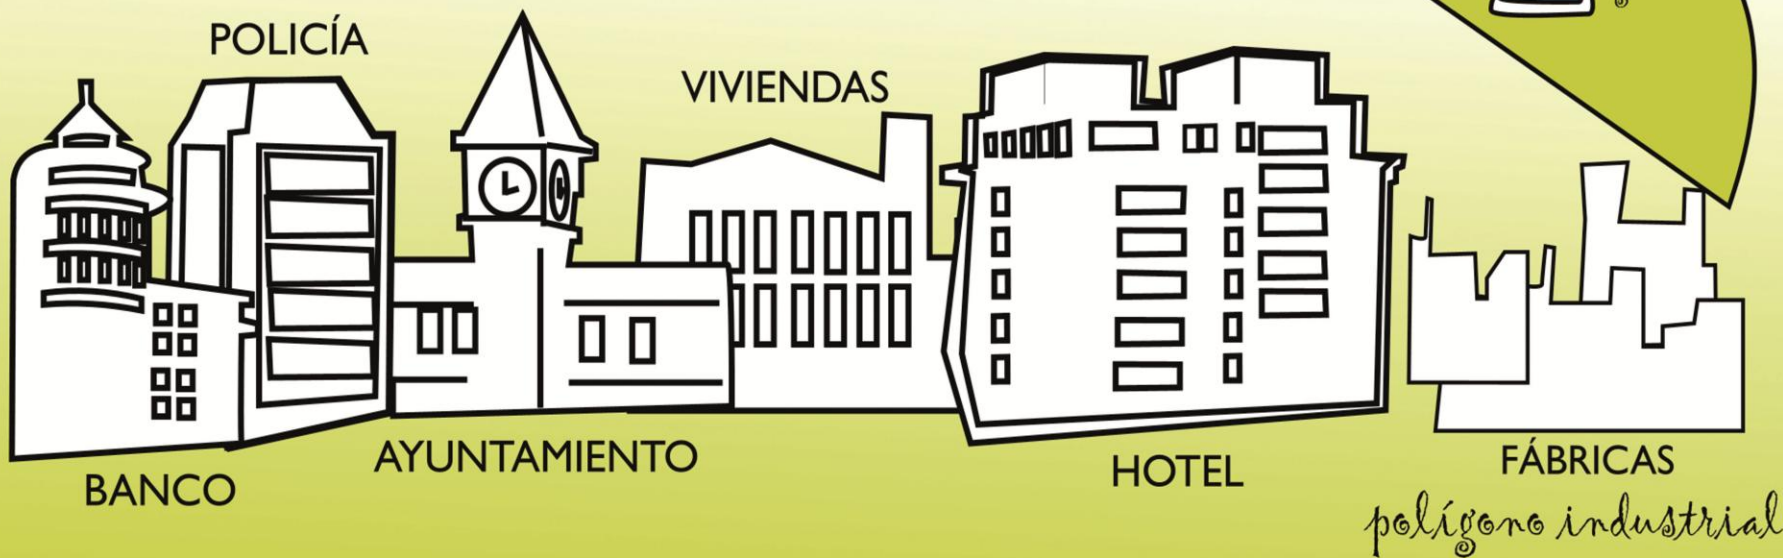 POLICÍA
VIVIENDAS
BANCO
AYUNTAMIENTO
HOTEL
FÁBRICAS
polígono industrial